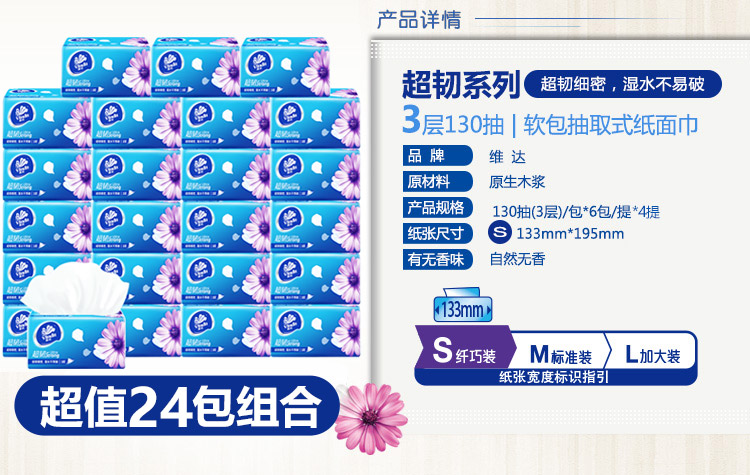 产品详情
超韧系列 超韧细密，湿水不易破
3层130抽|软包抽取式纸面巾
品 牌 维 达
原材料 原生木浆
产品规格 130抽(3层)/包*6包/提*4提
纸张尺寸 S 133mm*195mm
有无香味 自然无香
133mm
S纤巧装 M标准装 L加大装
纸张宽度标识指引
超值24包组合
Vinda
超韧